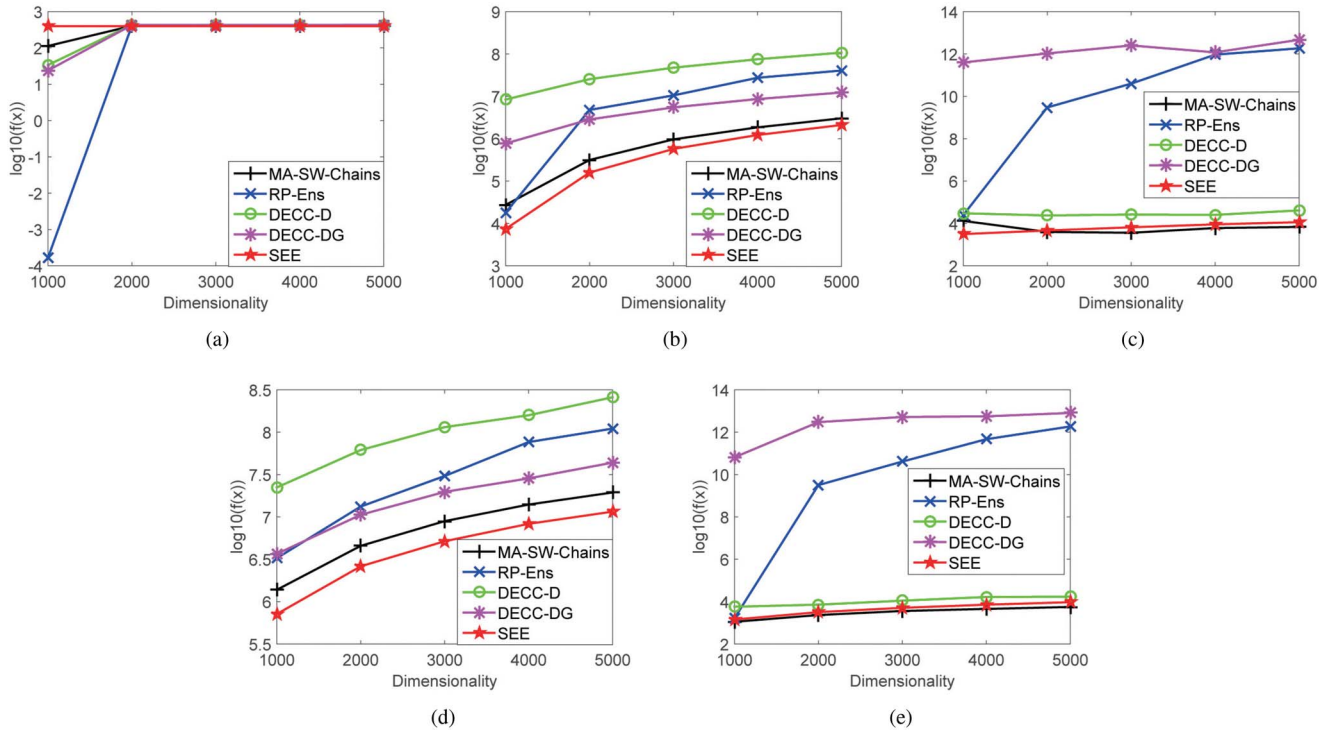 3
2
1
0
-1
-2
-3
-4
log10(f(x))
MA-SW-Chains
RP-Ens
DECC-D
DECC-DG
SEE
1000 2000 3000 4000 5000
Dimensionality
(a)
9
8
7
6
5
4
3
log10(f(x))
MA-SW-Chains
RP-Ens
DECC-D
DECC-DG
SEE
1000 2000 3000 4000 5000
Dimensionality
(b)
14
12
10
8
6
4
2
log10(f(x))
MA-SW-Chains
RP-Ens
DECC-D
DECC-DG
SEE
1000 2000 3000 4000 5000
Dimensionality
(c)
8.5
8
7.5
7
6.5
6
5.5
log10(f(x))
MA-SW-Chains
RP-Ens
DECC-D
DECC-DG
SEE
1000 2000 3000 4000 5000
Dimensionality
(d)
14
12
10
8
6
4
2
log10(f(x))
MA-SW-Chains
RP-Ens
DECC-D
DECC-DG
SEE
1000 2000 3000 4000 5000
Dimensionality
(e)